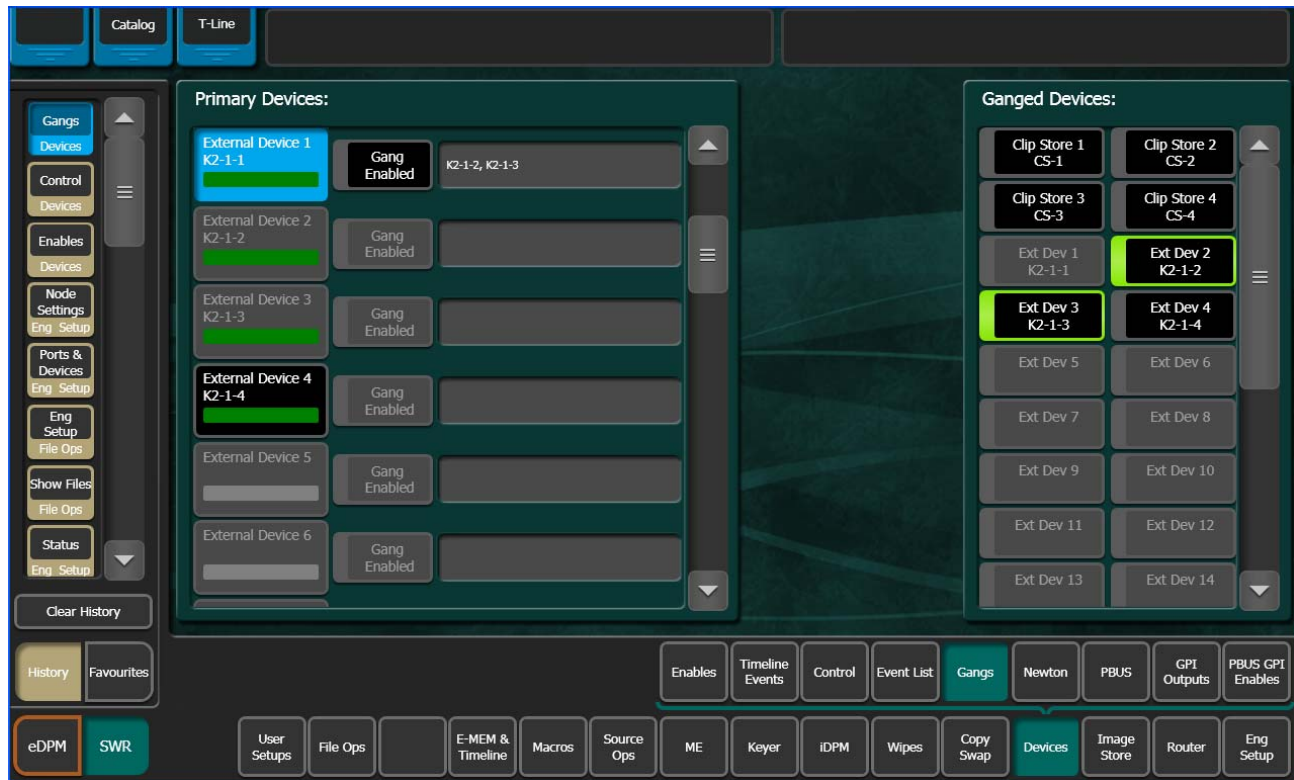 Catalog
T-Line
Gangs
Devices
Control
Devices
Enables
Devices
Node
Settings
Eng Setup
Ports &
Devices
Eng Setup
Eng
Setup
File Ops
Show Files
File Ops
Status
Eng Setup
Clear History
History
Favourites
Primary Devices:
External Device 1
K2-1-1
Gang
Enabled
K2-1-2, K2-1-3
External Device 2
K2-1-2
Gang
Enabled
External Device 3
K2-1-3
Gang
Enabled
External Device 4
K2-1-4
Gang
Enabled
External Device 5
Gang
Enabled
External Device 6
Gang
Enabled
Ganged Devices:
Clip Store 1
CS-1
Clip Store 2
CS-2
Clip Store 3
CS-3
Clip Store 4
CS-4
Ext Dev 1
K2-1-1
Ext Dev 2
K2-1-2
Ext Dev 3
K2-1-3
Ext Dev 4
K2-1-4
Ext Dev 5
Ext Dev 6
Ext Dev 7
Ext Dev 8
Ext Dev 9
Ext Dev 10
Ext Dev 11
Ext Dev 12
Ext Dev 13
Ext Dev 14
Enables
Timeline
Events
Control
Event List
Gangs
Newton
PBUS
GPI
Outputs
PBUS GPI
Enables
eDPM
SWR
User
Setups
File Ops
E-MEM &
Timeline
Macros
Source
Ops
ME
Keyer
iDPM
Wipes
Copy
Swap
Devices
Image
Store
Router
Eng
Setup